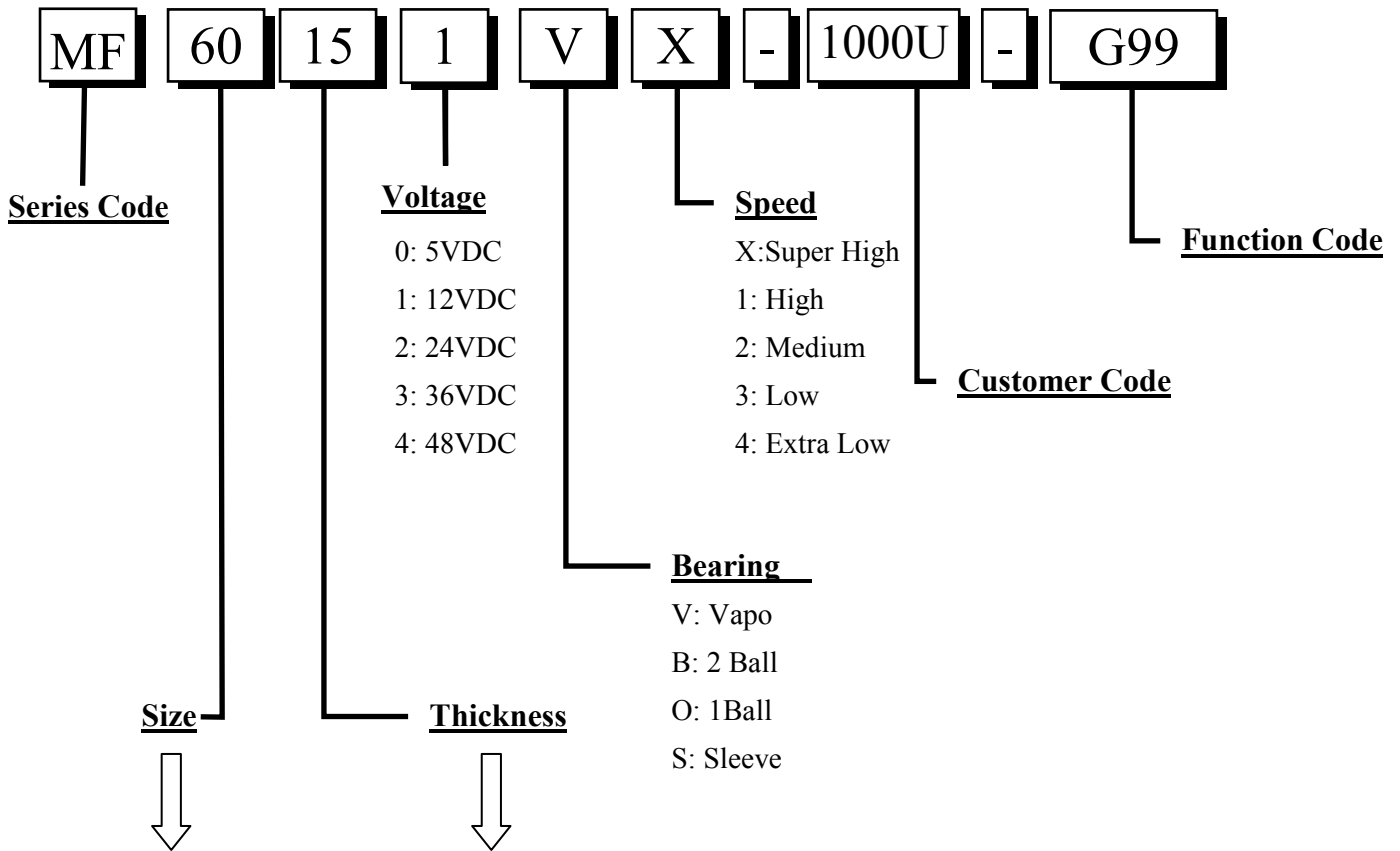 MF 60 15 1 V X - 1000U - G99
Series Code
Voltage
0: 5VDC
1: 12VDC
2: 24VDC
3: 36VDC
4: 48VDC
Speed
X:Super High
1: High
2: Medium
3: Low
4: Extra Low
Function Code
Customer Code
Bearing
V: Vapo
B: 2 Ball
O: 1Ball
S: Sleeve
Size
Thickness